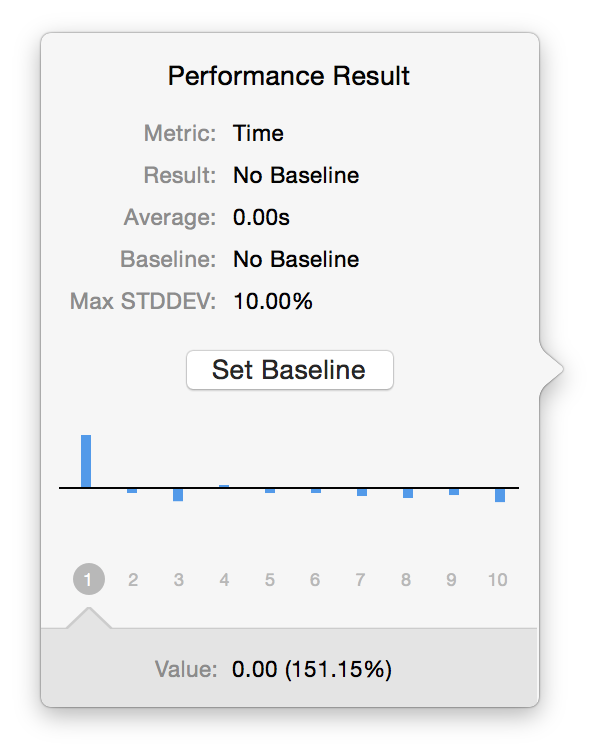 Performance Result
Metric: Time
Result: No Baseline
Average: 0.00s
Baseline: No Baseline
Max STDDEV: 10.00%
Set Baseline
1 2 3 4 5 6 7 8 9 10
Value: 0.00 (151.15%)